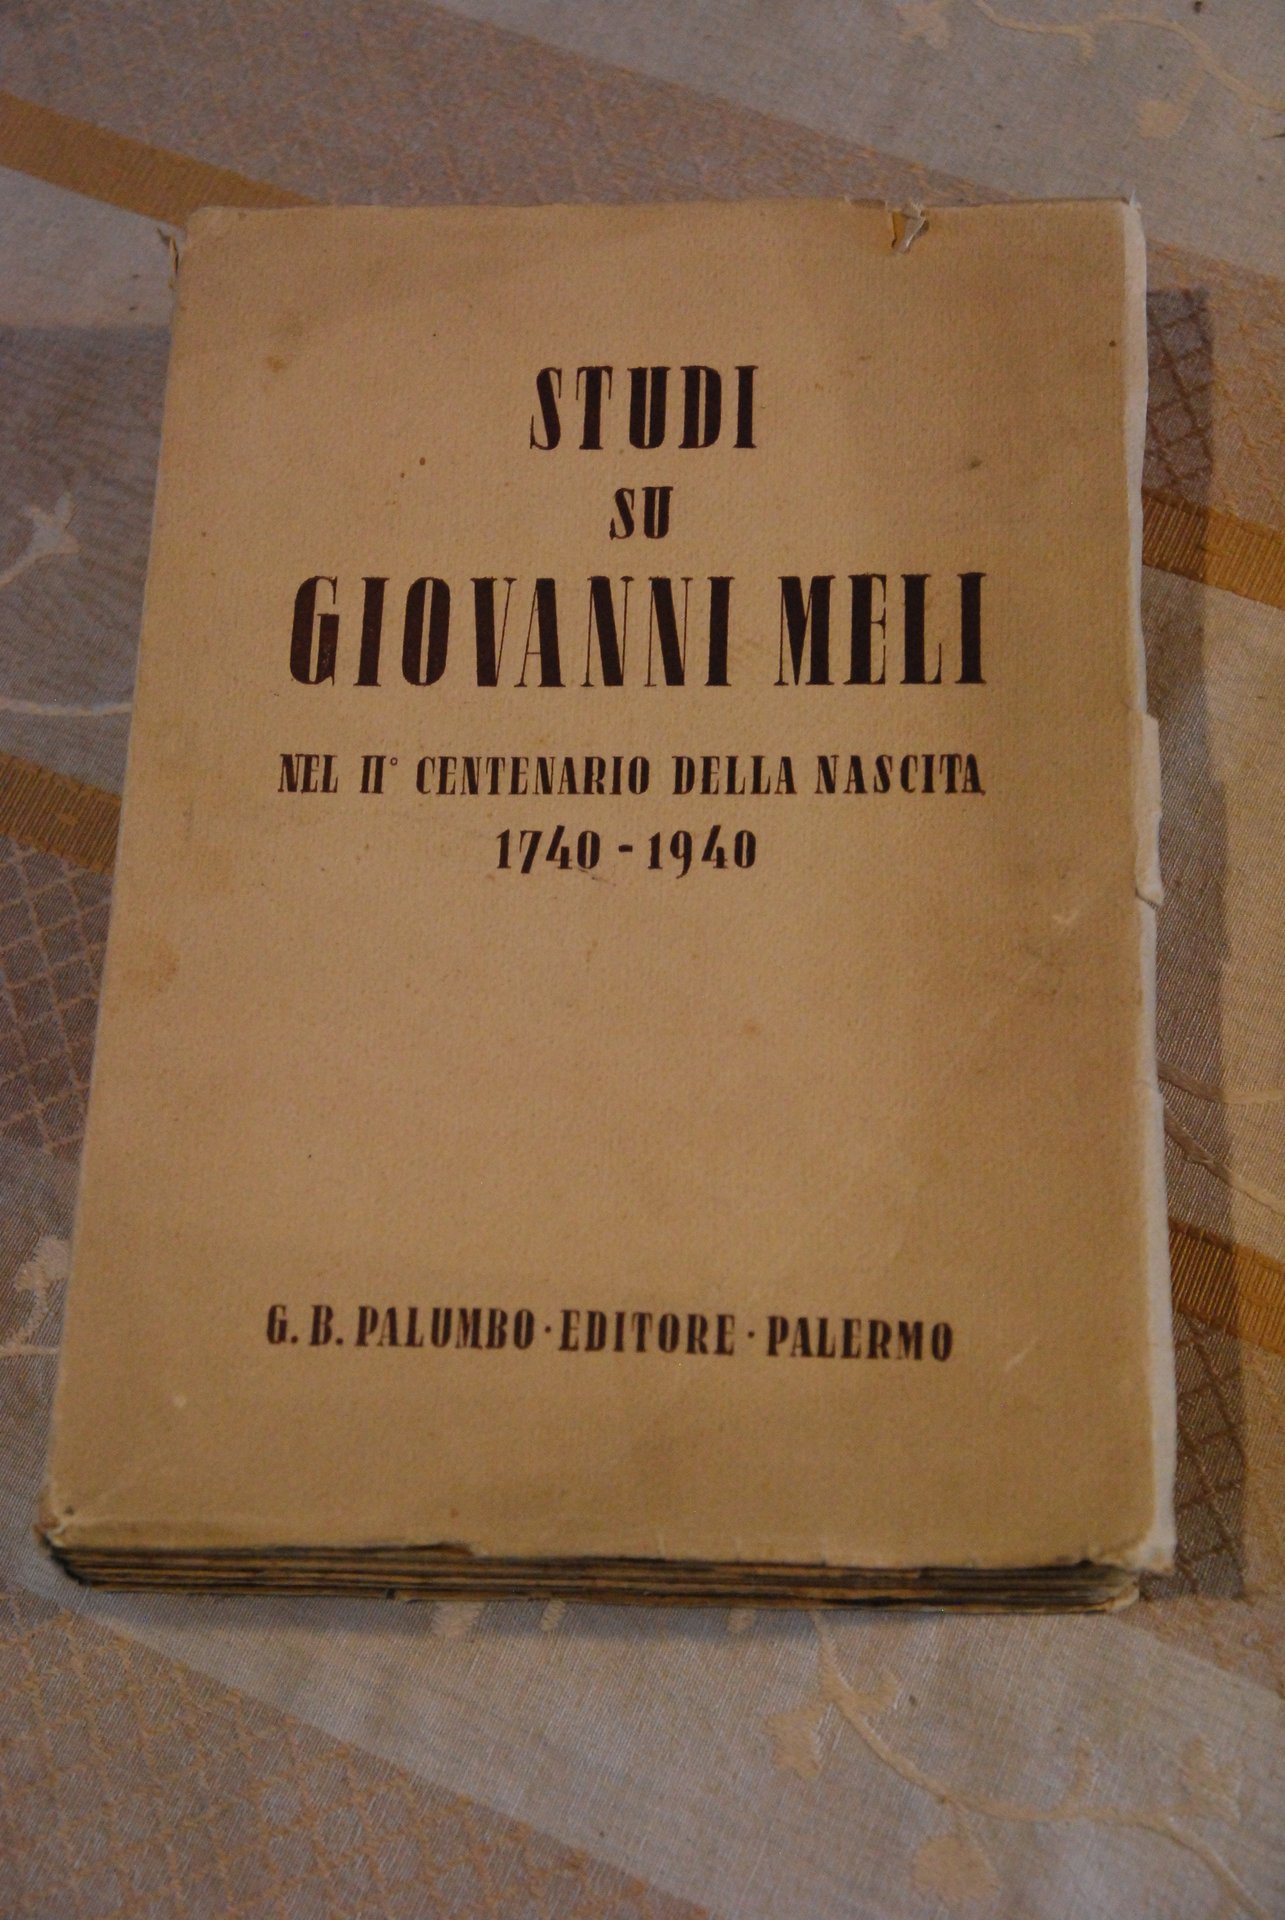 STUDI
SU
GIOVANNI MELI
NEL II° CENTENARIO DELLA NASCITA
1740 - 1940
G. B. PALUMBO · EDITORE · PALERMO